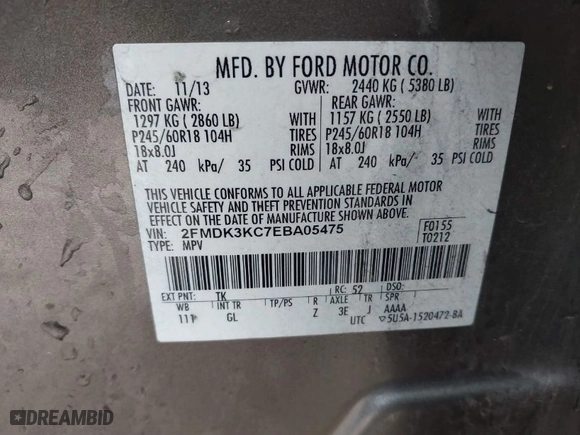 MFD. BY FORD MOTOR CO.
DATE: 11/13 GVWR: 2440 KG ( 5380 LB)
FRONT GAWR: REAR GAWR:
1297 KG ( 2860 LB) WITH 1157 KG ( 2550 LB) WITH
P245/60R18 104H TIRES P245/60R18 104H TIRES
18x8.0J RIMS 18x8.0J RIMS
AT 240 kPa/ 35 PSI COLD AT 240 kPa/ 35 PSI COLD
THIS VEHICLE CONFORMS TO ALL APPLICABLE FEDERAL MOTOR
VEHICLE SAFETY AND THEFT PREVENTION STANDARDS IN
EFFECT ON THE DATE OF MANUFACTURE SHOWN ABOVE.
VIN: 2FMDK3KC7EBA05475 F0155
TYPE: MPV T0212
EXT PNT: TK RC: 52 DSO:
WB INT TR TP/PS R AXLE TR SPR
111 GL Z 3E J AAAA
UTC ▽5U5A-1520472-BA
DREAMBID